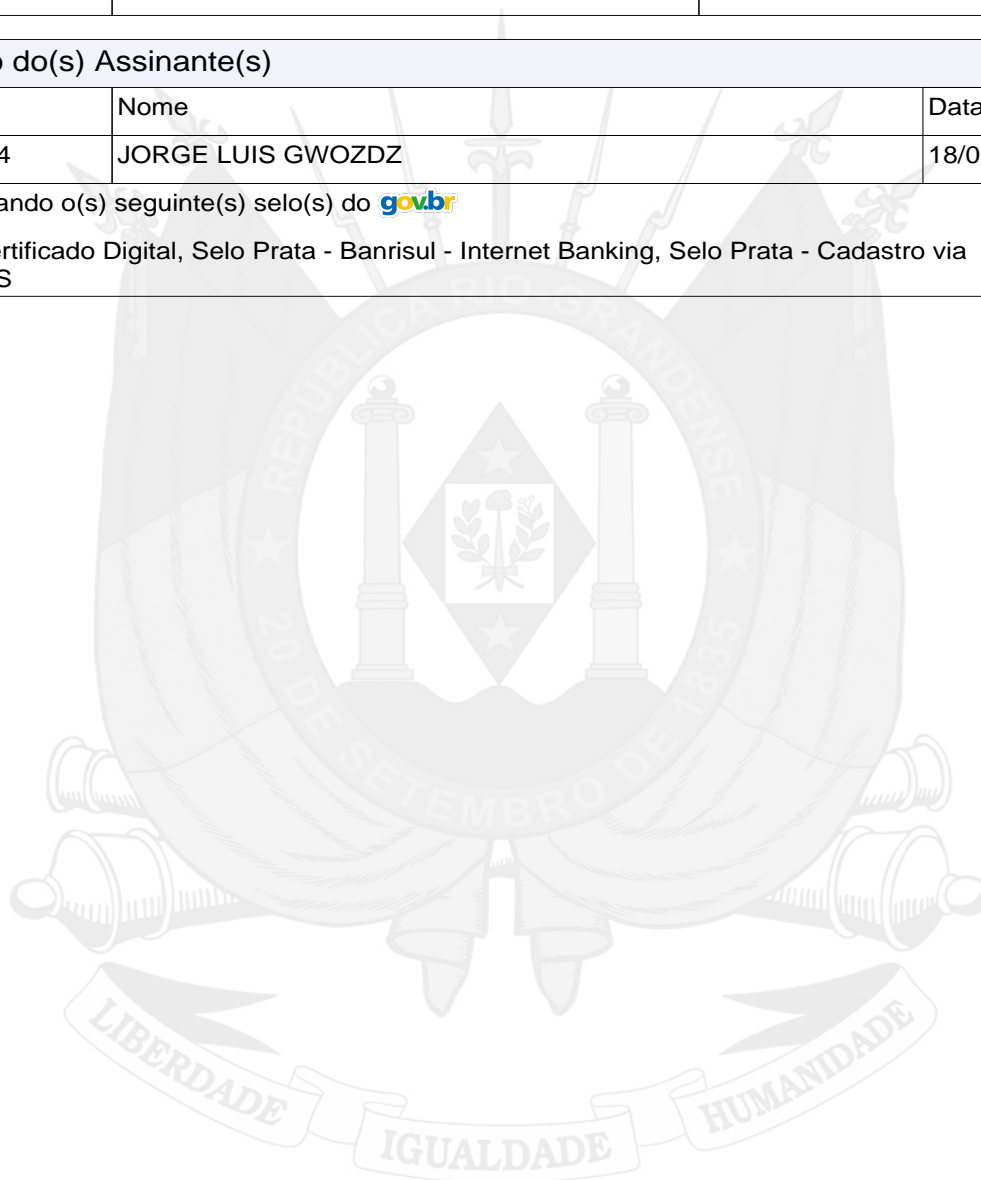 o do(s) Assinante(s)
Nome
Data
4
JORGE LUIS GWOZDZ
18/0
ando o(s) seguinte(s) selo(s) do gov.br
ertificado Digital, Selo Prata - Banrisul - Internet Banking, Selo Prata - Cadastro via
S
REPÚBLICA RIO GRANDENSE
20 DE SETEMBRO DE 1835
LIBERDADE
IGUALDADE
HUMANIDADE